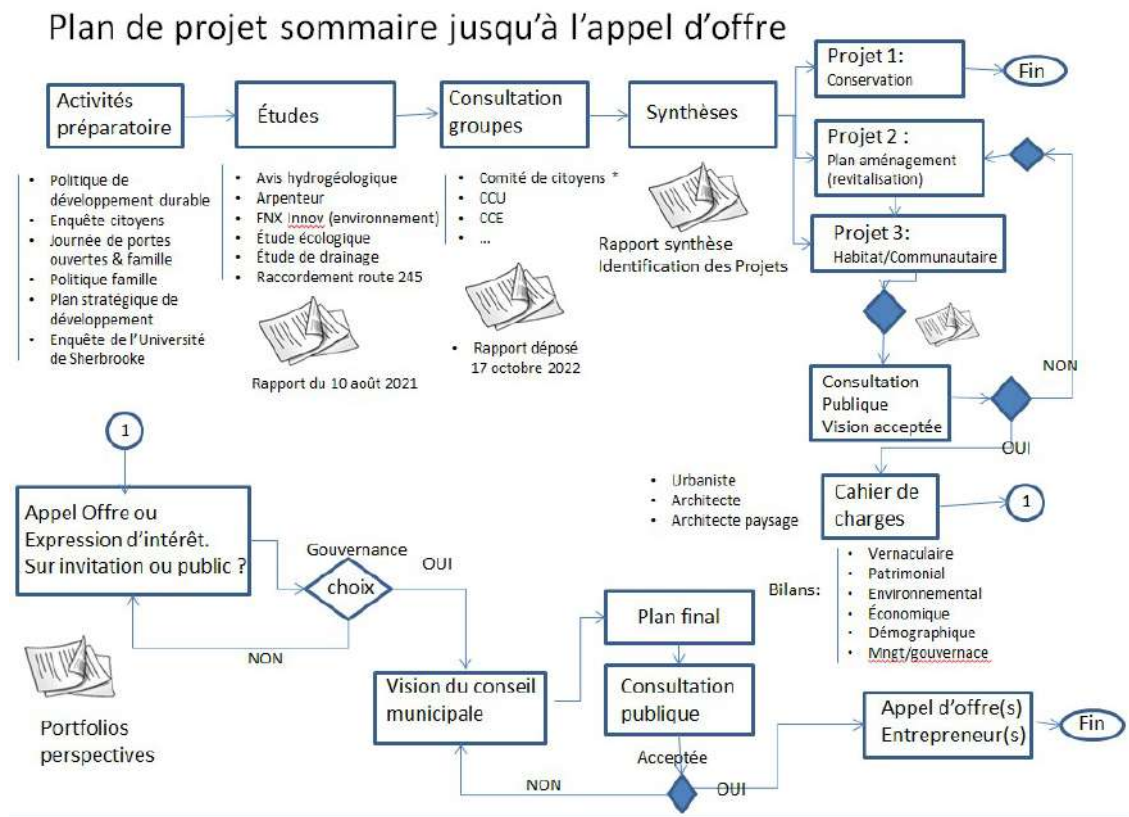 Plan de projet sommaire jusqu'à l'appel d'offre
Activités
préparatoire
Études
Consultation
groupes
Synthèses
Projet 1:
Conservation
Fin
Projet 2 :
Plan aménagement
(revitalisation)
Projet 3:
Habitat/Communautaire
• Politique de
développement durable
• Enquête citoyens
• Journée de portes
ouvertes & famille
• Politique famille
• Plan stratégique de
développement
• Enquête de l'Université
de Sherbrooke
• Avis hydrogéologique
• Arpenteur
• FNX Innov (environnement)
• Étude écologique
• Étude de drainage
• Raccordement route 245
Rapport du 10 août 2021
• Comité de citoyens *
• CCU
• CCE
• ...
• Rapport déposé
17 octobre 2022
Rapport synthèse
Identification des Projets
Consultation
Publique
Vision acceptée
NON
OUI
• Urbaniste
• Architecte
• Architecte paysage
Cahier de
charges
1
Bilans:
• Vernaculaire
• Patrimonial
• Environnemental
• Économique
• Démographique
• Mngt/gouvernace
1
Appel Offre ou
Expression d'intérêt.
Sur invitation ou public ?
Gouvernance
choix
OUI
NON
Portfolios
perspectives
Vision du conseil
municipale
Plan final
Consultation
publique
Acceptée
NON
OUI
Appel d'offre(s)
Entrepreneur(s)
Fin